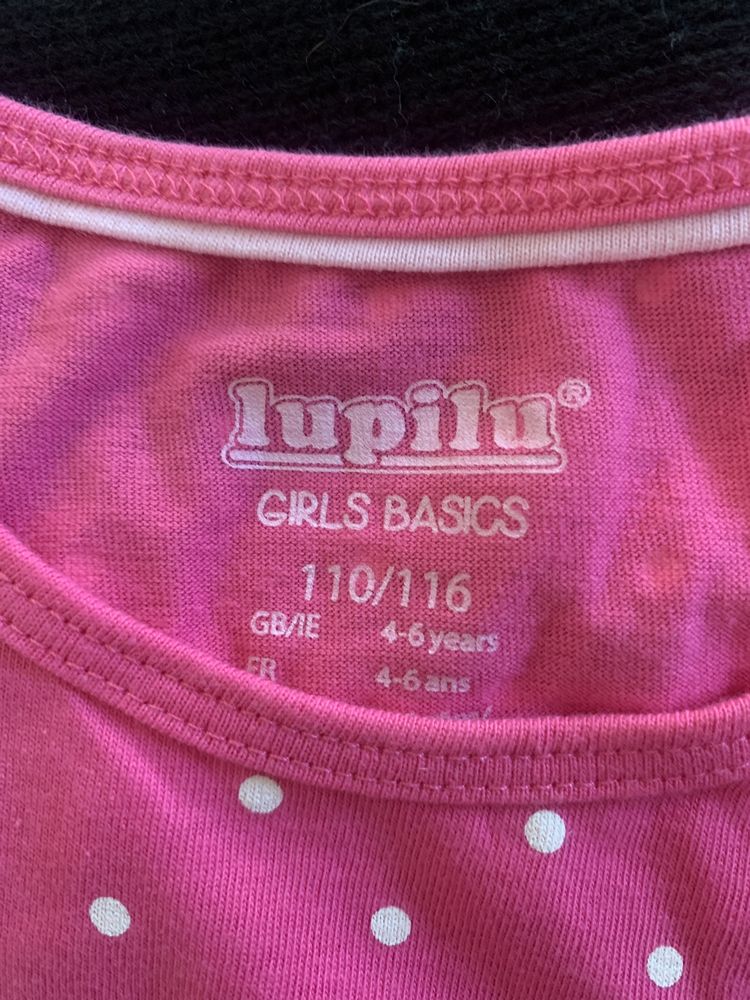 lupilu®
GIRLS BASICS
110/116
GB/IE 4-6 years
FR 4-6 ans